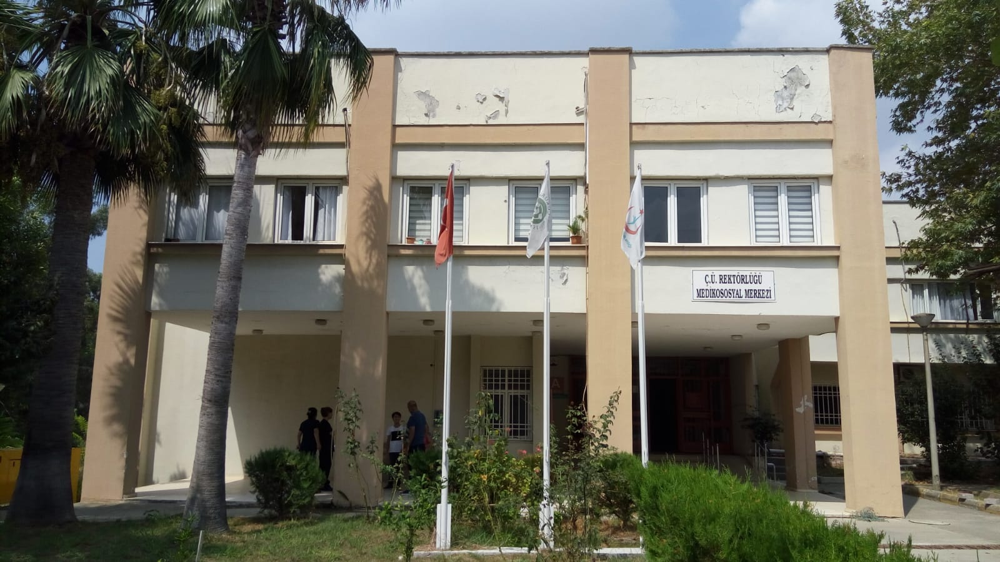 Ç.Ü. REKTÖRLÜĞÜ
MEDİKOSOSYAL MERKEZİ
A